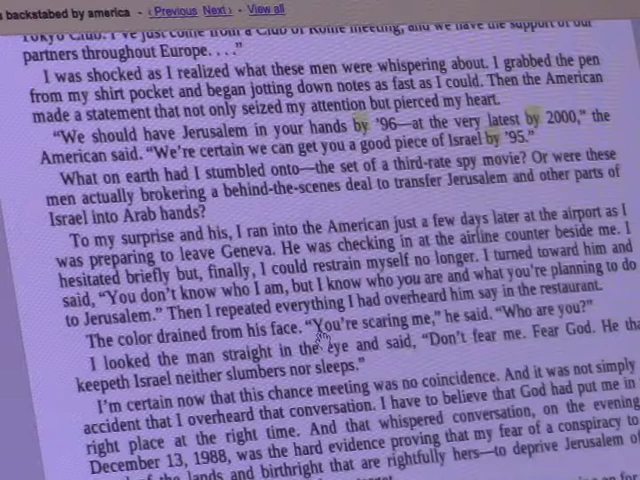 backstabed by america - ‹ Previous Next › - View all
Tokyo Club. I've just come from a Club of Rome meeting, and we have the support of our
partners throughout Europe. . . ."
I was shocked as I realized what these men were whispering about. I grabbed the pen
from my shirt pocket and began jotting down notes as fast as I could. Then the American
made a statement that not only seized my attention but pierced my heart.
"We should have Jerusalem in your hands by '96—at the very latest by 2000," the
American said. "We're certain we can get you a good piece of Israel by '95."
What on earth had I stumbled onto—the set of a third-rate spy movie? Or were these
men actually brokering a behind-the-scenes deal to transfer Jerusalem and other parts of
Israel into Arab hands?
To my surprise and his, I ran into the American just a few days later at the airport as I
was preparing to leave Geneva. He was checking in at the airline counter beside me. I
hesitated briefly but, finally, I could restrain myself no longer. I turned toward him and
said, "You don't know who I am, but I know who you are and what you're planning to do
to Jerusalem." Then I repeated everything I had overheard him say in the restaurant.
The color drained from his face. "You're scaring me," he said. "Who are you?"
I looked the man straight in the eye and said, "Don't fear me. Fear God. He tha
keepeth Israel neither slumbers nor sleeps."
I'm certain now that this chance meeting was no coincidence. And it was not simply
accident that I overheard that conversation. I have to believe that God had put me in
right place at the right time. And that whispered conversation, on the evening
December 13, 1988, was the hard evidence proving that my fear of a conspiracy to
of the lands and birthright that are rightfully hers—to deprive Jerusalem o